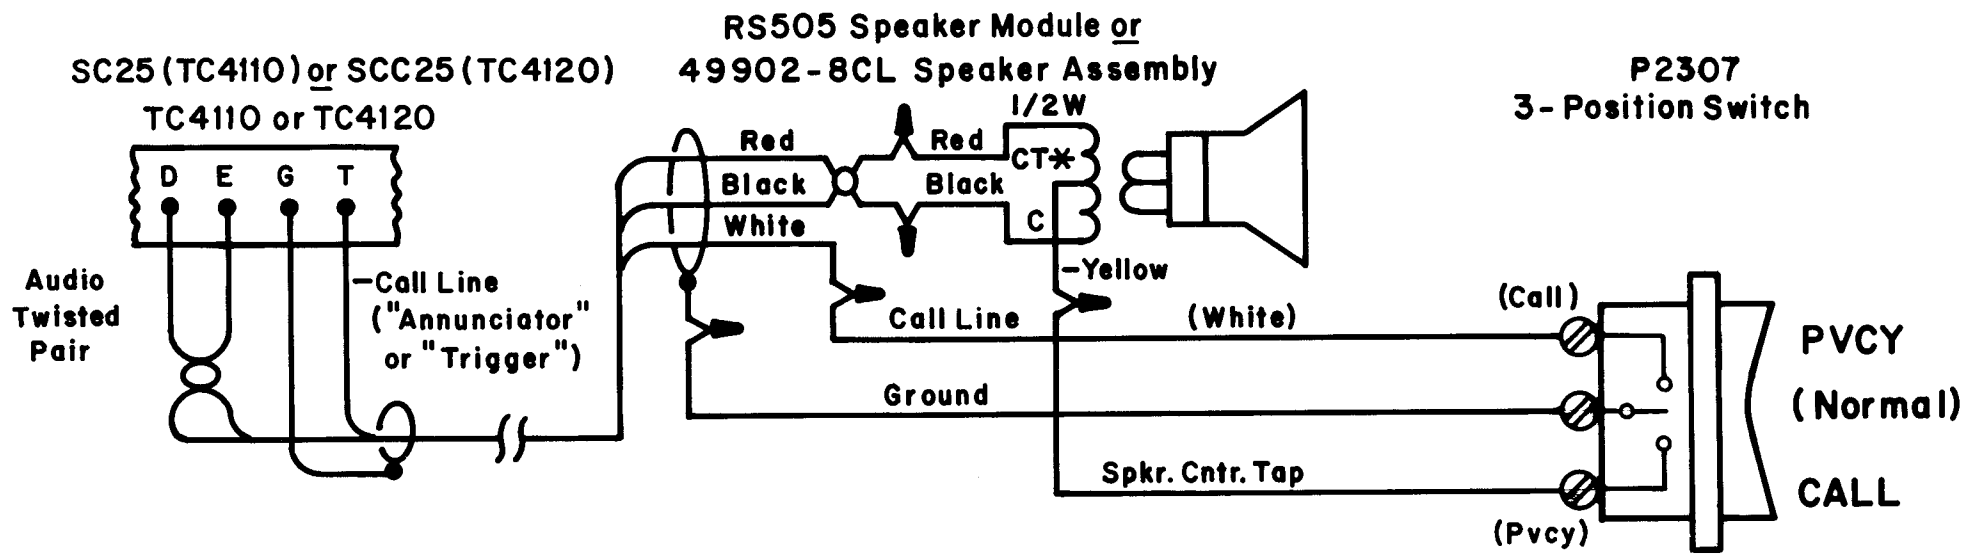 RS505 Speaker Module or
49902-8CL Speaker Assembly
SC25 (TC4110) or SCC25 (TC4120)
TC4110 or TC4120
P2307
3-Position Switch
1/2W
D E G T
Red
Black
White
Red
Black
CT*
C
Yellow
Audio
Twisted
Pair
Call Line
("Annunciator"
or "Trigger")
Call Line (White)
Ground
Spkr. Cntr. Tap
(Call)
(Pvcy)
PVCY
(Normal)
CALL